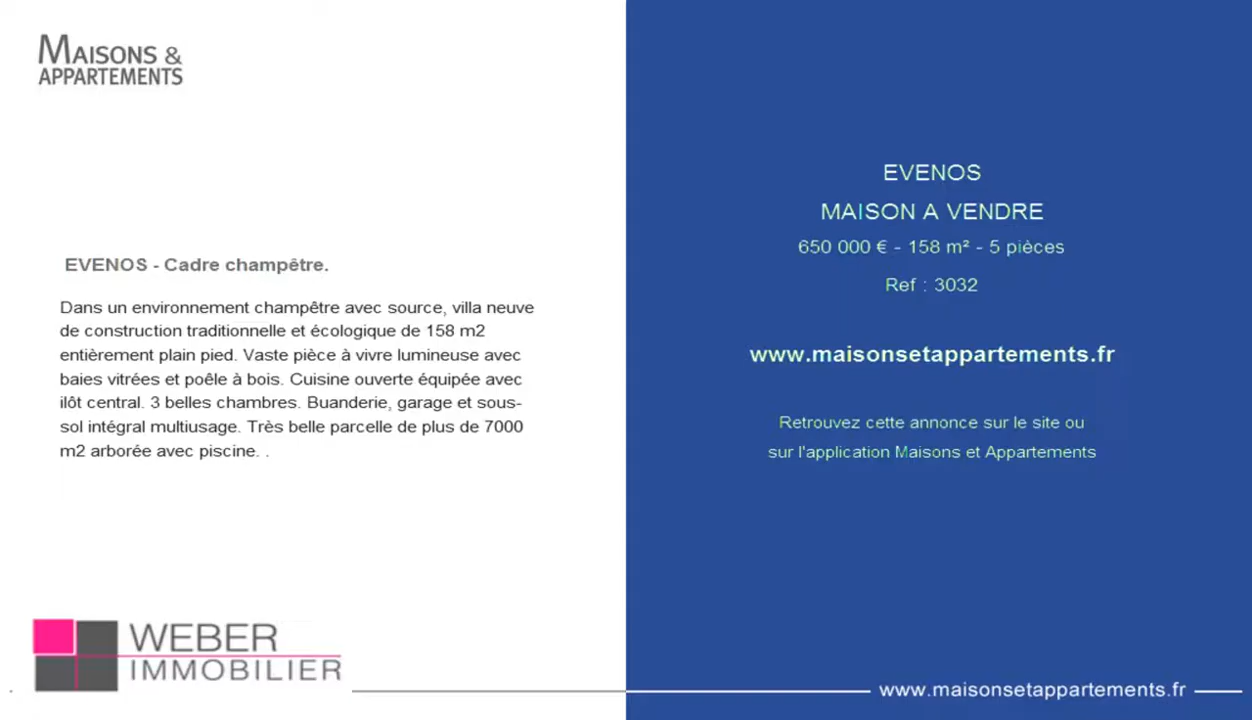 MAISONS &
APPARTEMENTS
EVENOS - Cadre champêtre.
Dans un environnement champêtre avec source, villa neuve
de construction traditionnelle et écologique de 158 m2
entièrement plain pied. Vaste pièce à vivre lumineuse avec
baies vitrées et poêle à bois. Cuisine ouverte équipée avec
ilôt central. 3 belles chambres. Buanderie, garage et sous-
sol intégral multiusage. Très belle parcelle de plus de 7000
m2 arborée avec piscine. .
WEBER
IMMOBILIER
EVENOS
MAISON A VENDRE
650 000 € - 158 m² - 5 pièces
Ref : 3032
www.maisonsetappartements.fr
Retrouvez cette annonce sur le site ou
sur l'application Maisons et Appartements
www.maisonsetappartements.fr